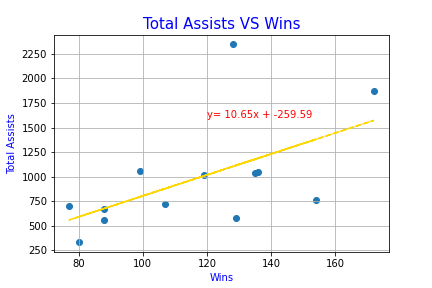 Total Assists VS Wins
2250
2000
1750
1500
1250
1000
750
500
250
Total Assists
y= 10.65x + -259.59
80 100 120 140 160
Wins